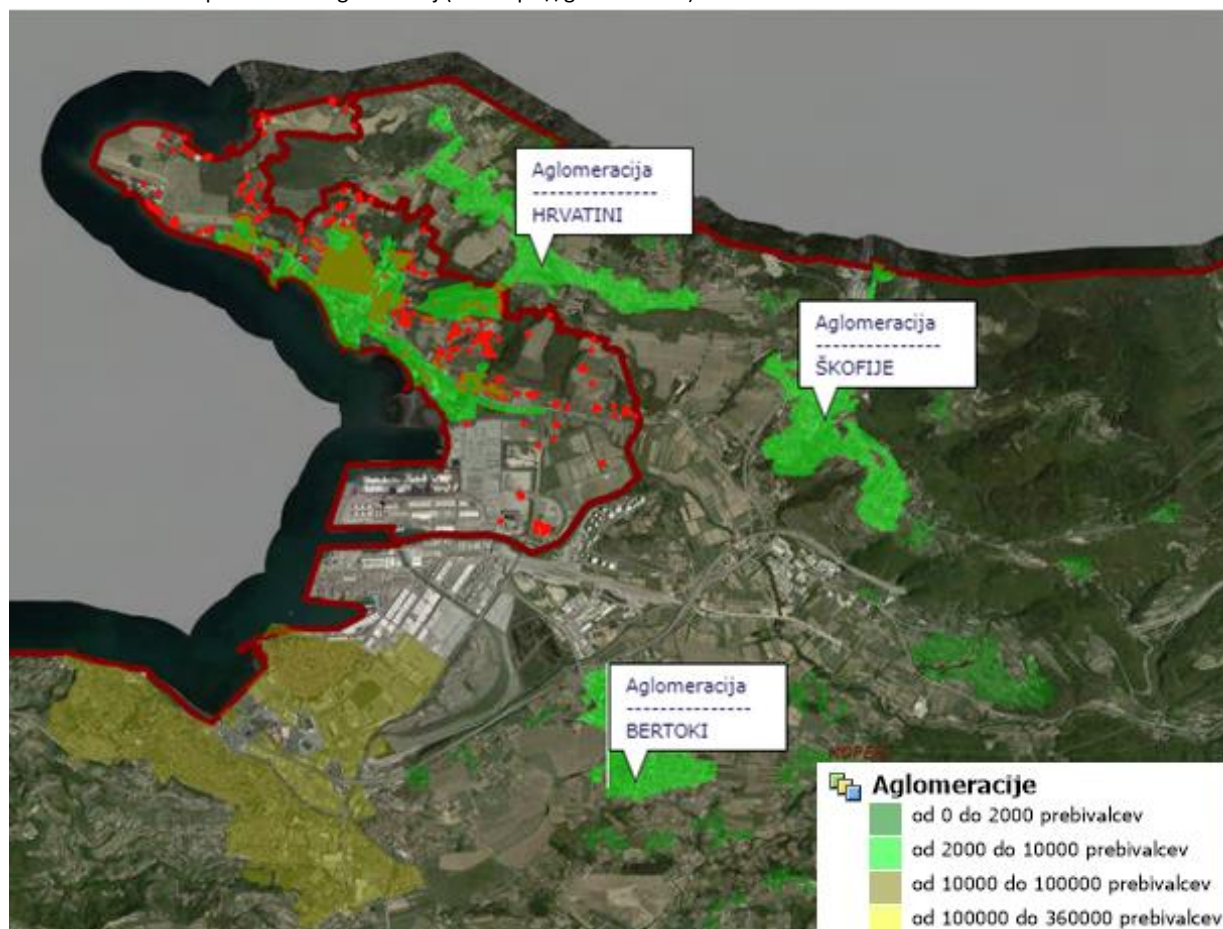 Aglomeracija
---------------
HRVATINI
Aglomeracija
---------------
ŠKOFIJE
Aglomeracija
---------------
BERTOKI
KOPER
Aglomeracije
od 0 do 2000 prebivalcev
od 2000 do 10000 prebivalcev
od 10000 do 100000 prebivalcev
od 100000 do 360000 prebivalcev